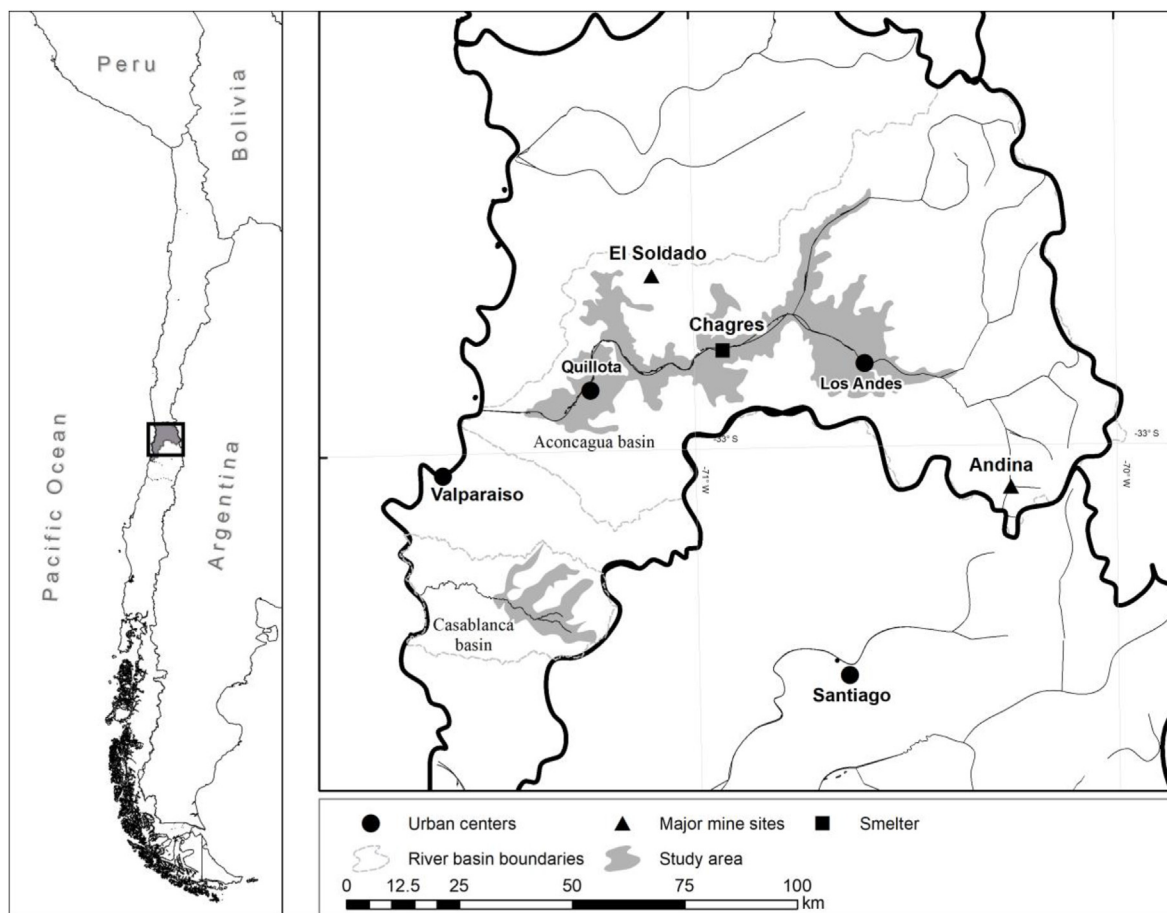 Peru
Bolivia
Pacific Ocean
Argentina
El Soldado
Chagres
Quillota
Los Andes
Aconcagua basin
-33° S
-71° W
-33° S
-70° W
Andina
Valparaiso
Casablanca
basin
Santiago
Urban centers
Major mine sites
Smelter
River basin boundaries
Study area
0 12.5 25 50 75 100
km